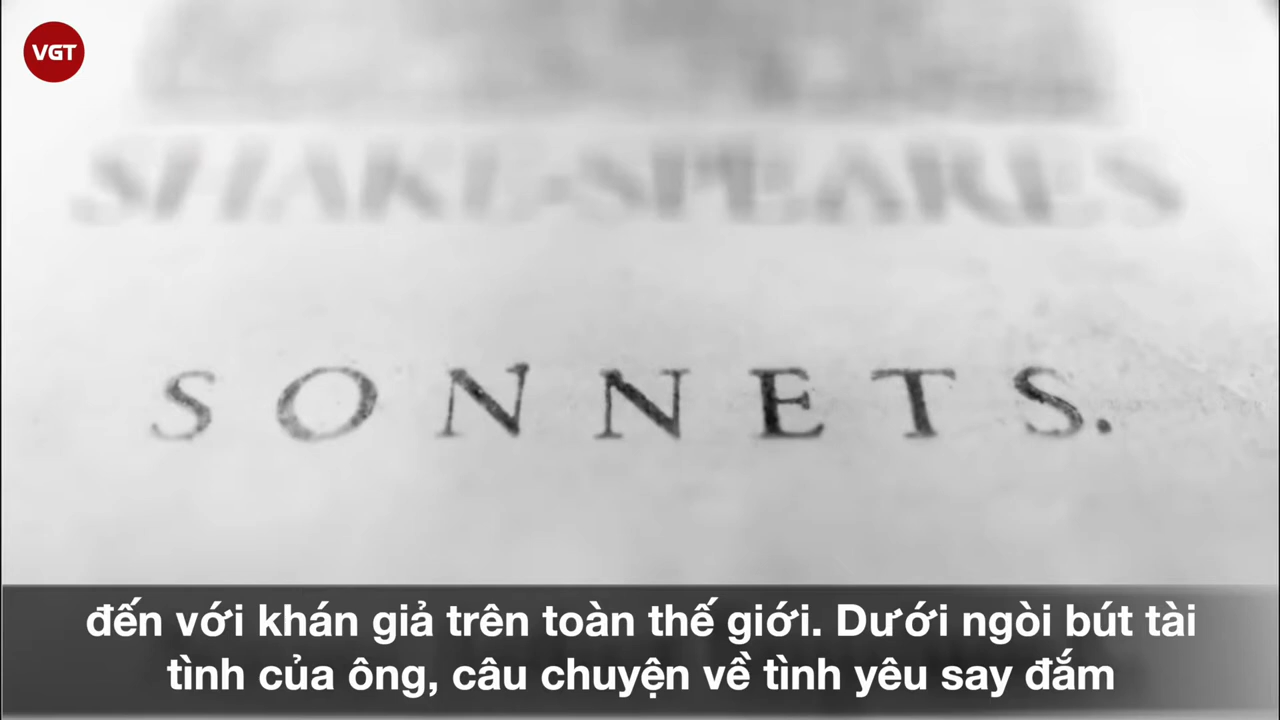 VGT
SHAKE-SPEARES
SONNETS.
đến với khán giả trên toàn thế giới. Dưới ngòi bút tài
tình của ông, câu chuyện về tình yêu say đắm